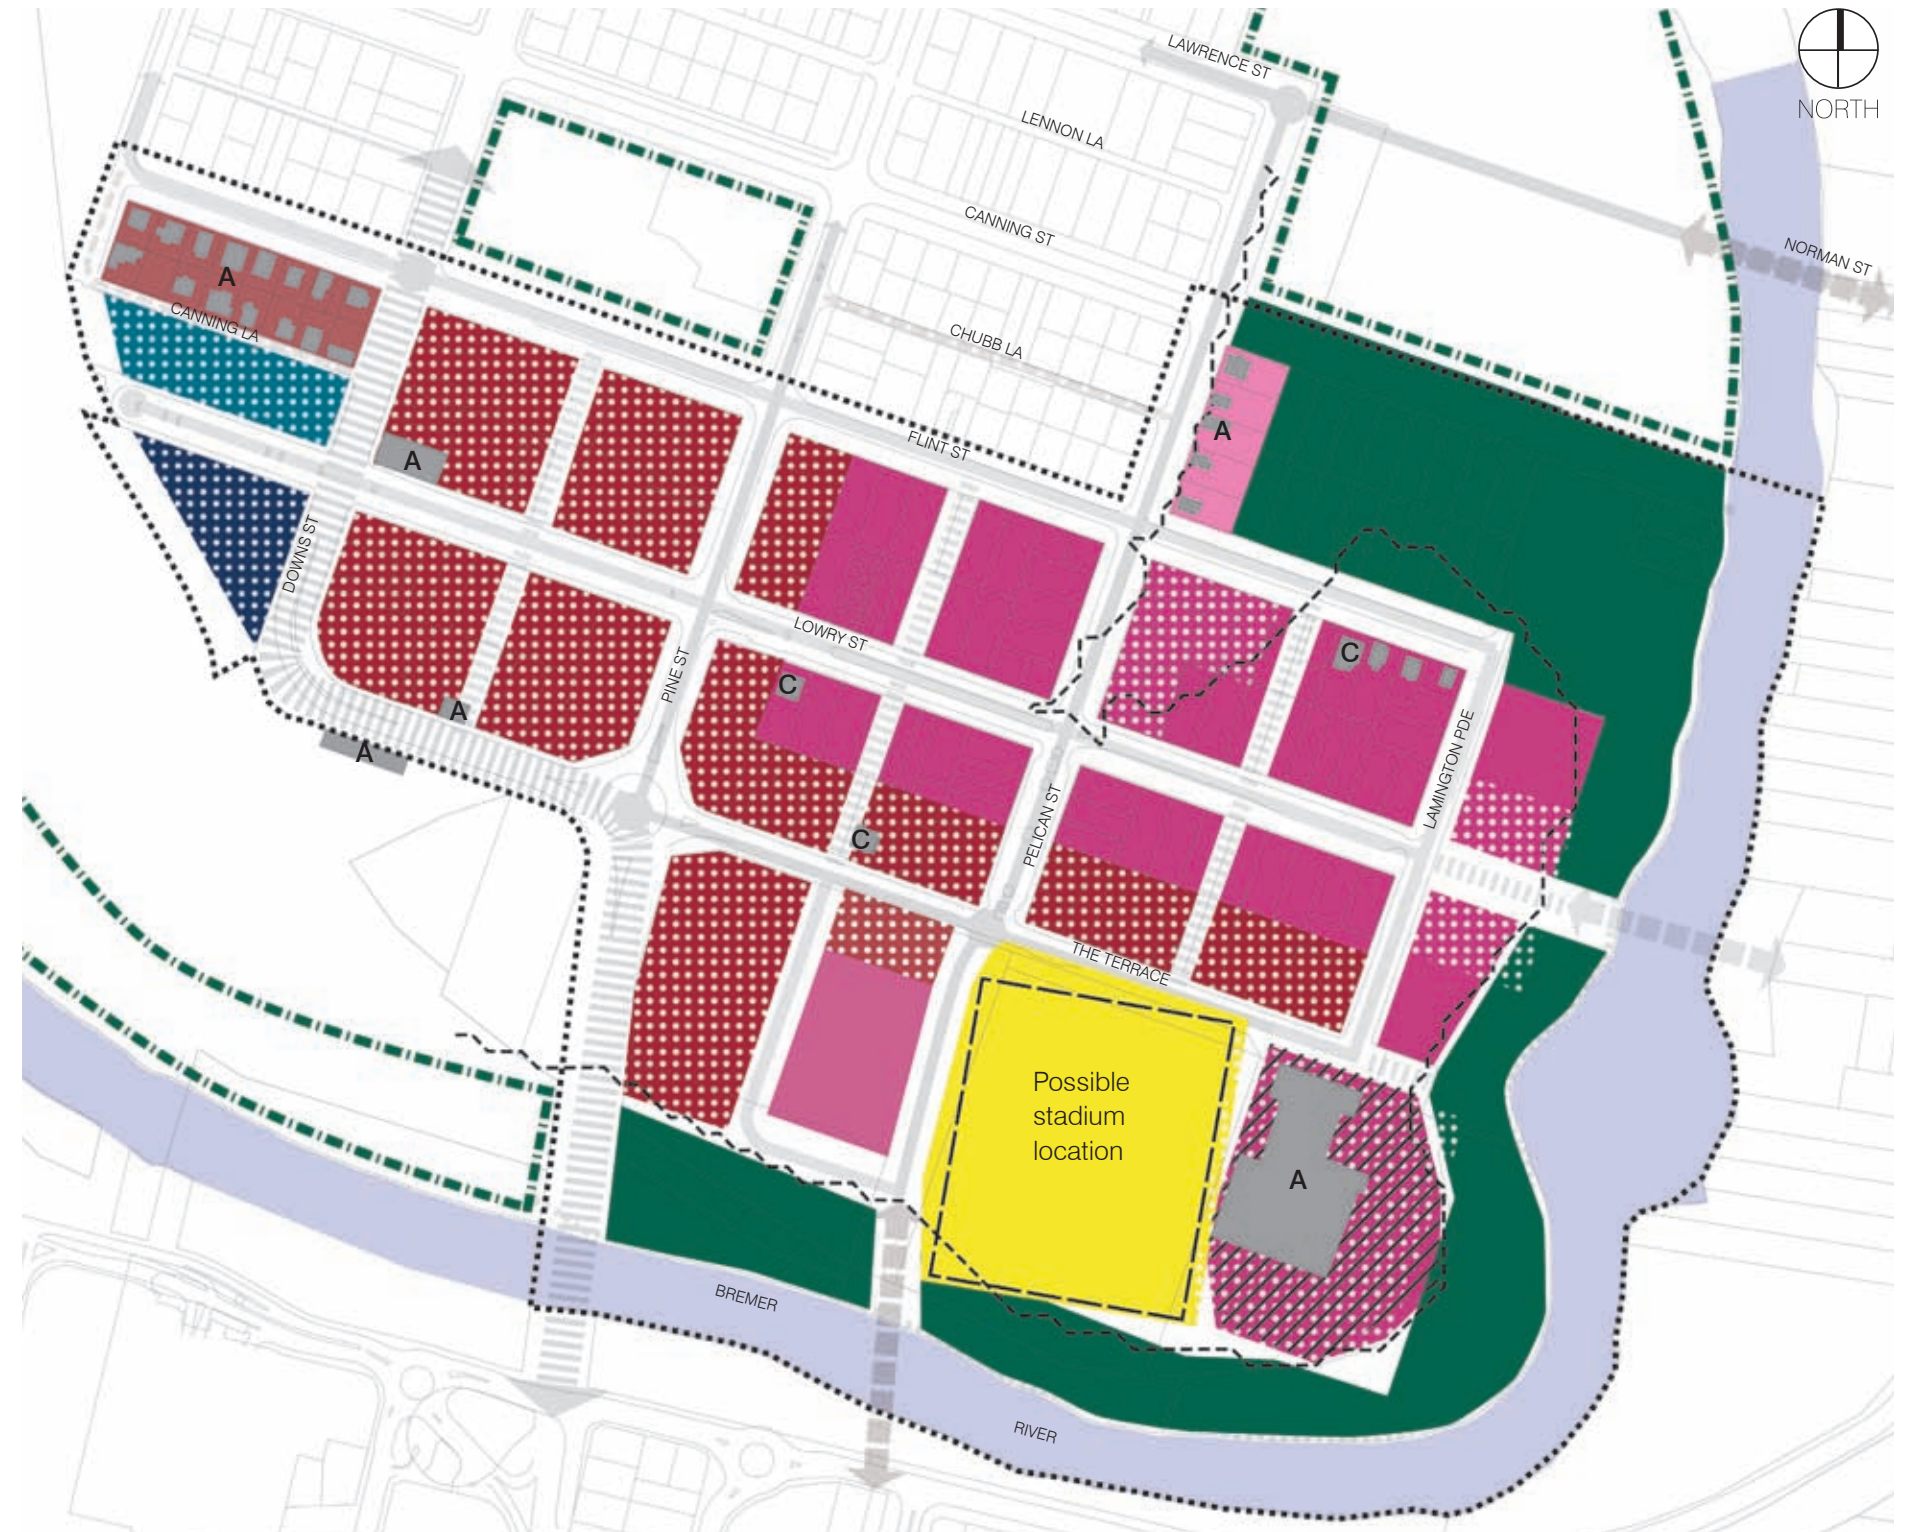 LAWRENCE ST
NORTH
LENNON LA
CANNING ST
NORMAN ST
A
CANNING LA
CHUBB LA
A
FLINT ST
A
DOWNS ST
LOWRY ST
C
PINE ST
C
A
LAMINGTON PDE
A
PELICAN ST
C
THE TERRACE
Possible
stadium
location
A
BREMER
RIVER